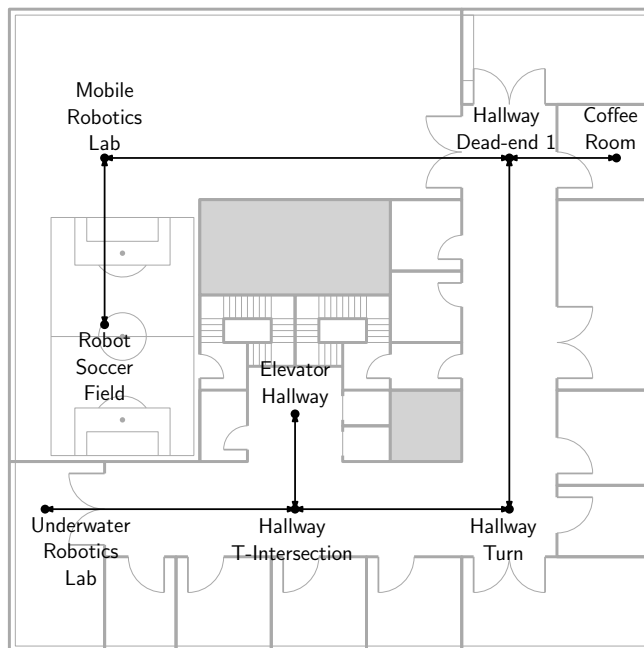 Mobile
Robotics
Lab
Hallway
Dead-end 1
Coffee
Room
Robot
Soccer
Field
Elevator
Hallway
Underwater
Robotics
Lab
Hallway
T-Intersection
Hallway
Turn